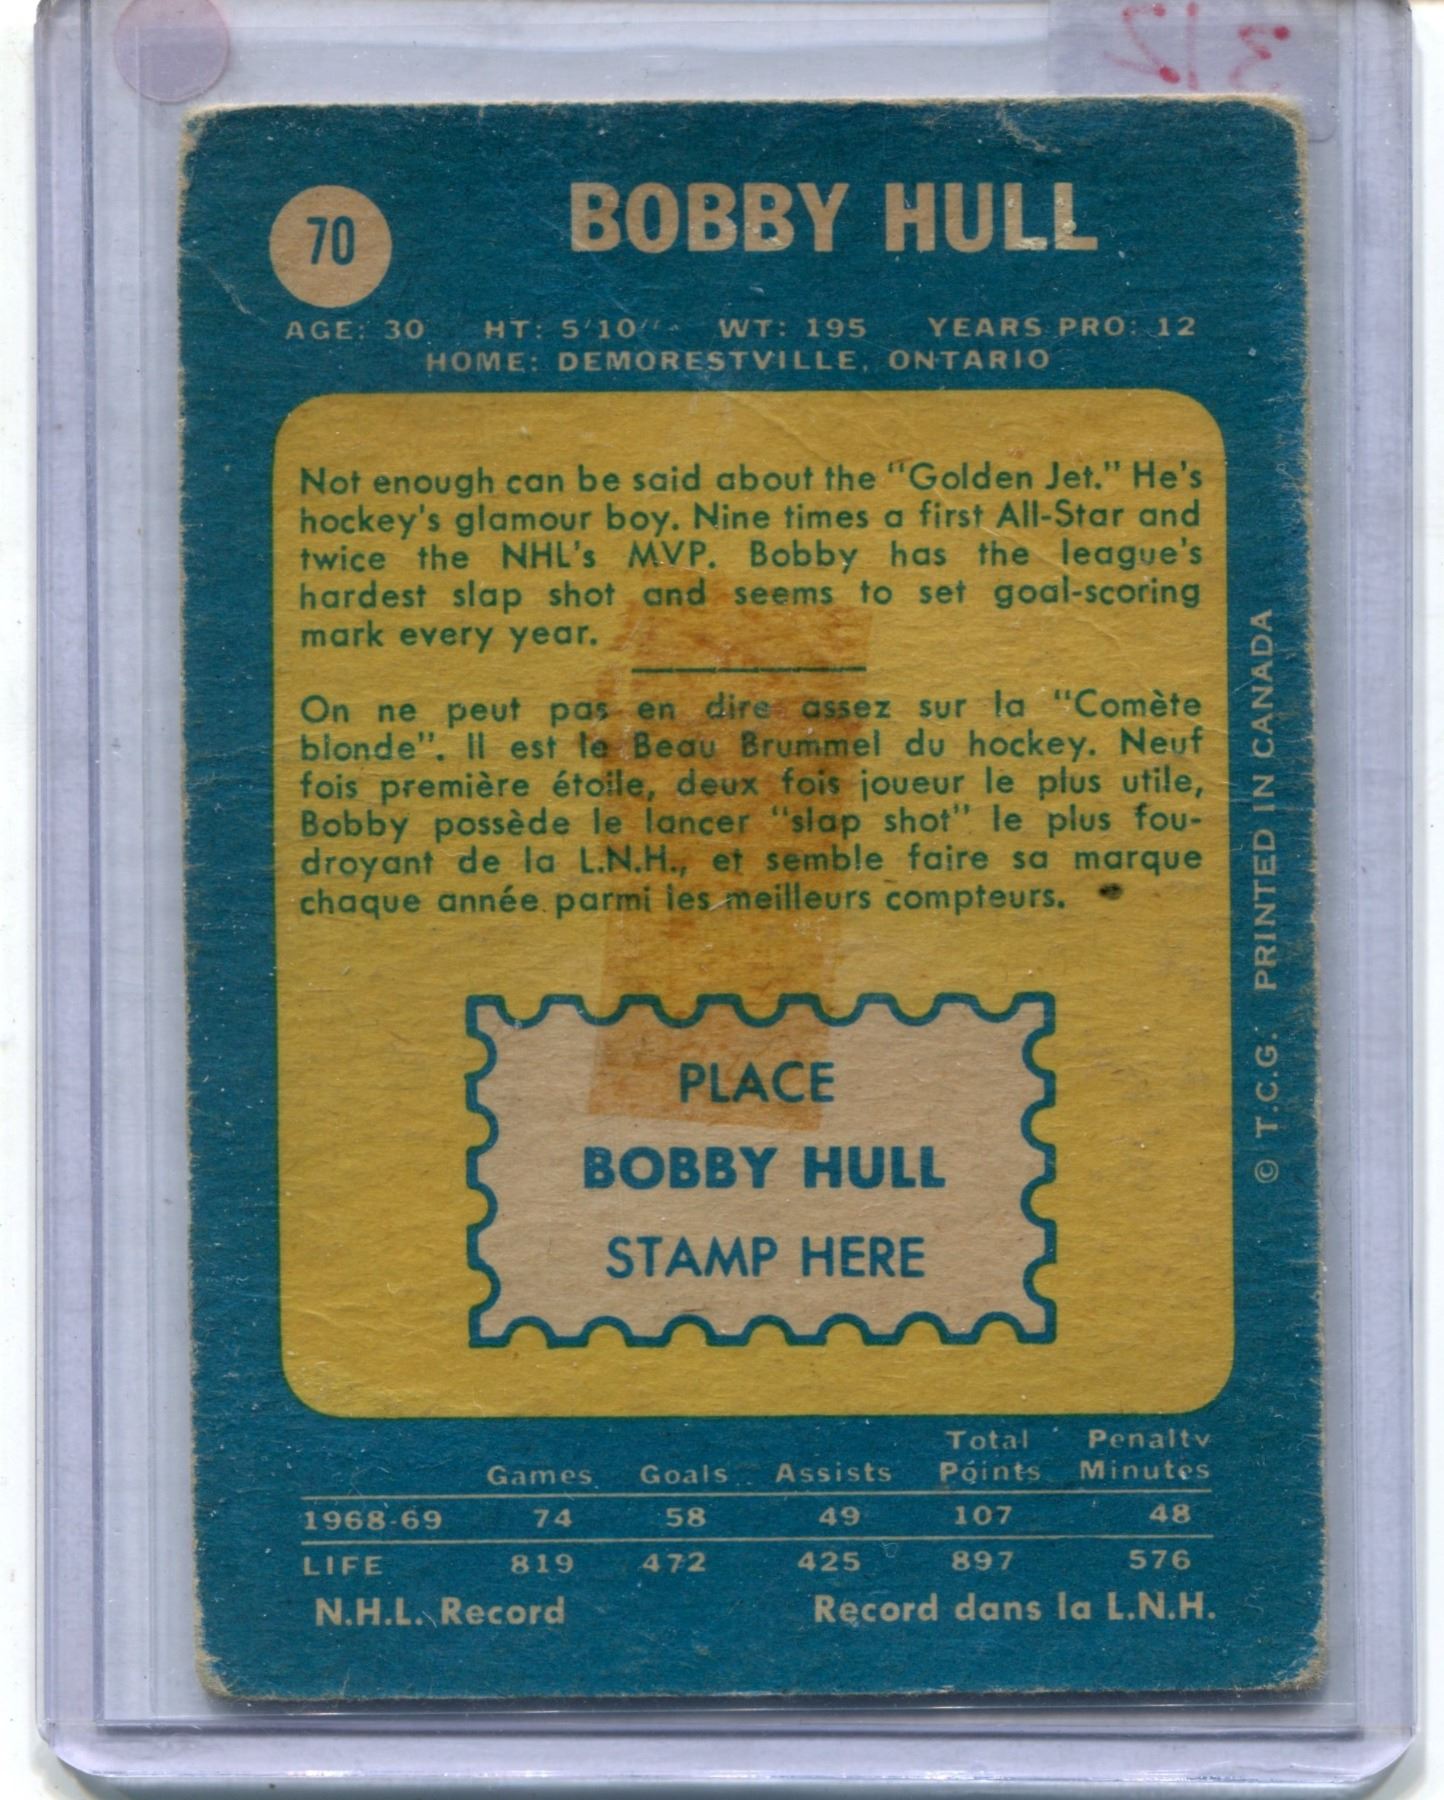 70
BOBBY HULL
AGE: 30 HT: 5'10" WT: 195 YEARS PRO: 12
HOME: DEMORESTVILLE, ONTARIO
Not enough can be said about the "Golden Jet." He's
hockey's glamour boy. Nine times a first All-Star and
twice the NHL's MVP. Bobby has the league's
hardest slap shot and seems to set goal-scoring
mark every year.
On ne peut pas en dire assez sur la "Comète
blonde". Il est le Beau Brummel du hockey. Neuf
fois première étoile, deux fois joueur le plus utile,
Bobby possède le lancer "slap shot" le plus fou-
droyant de la L.N.H., et semble faire sa marque
chaque année parmi les meilleurs compteurs.
PLACE
BOBBY HULL
STAMP HERE
© T.C.G. PRINTED IN CANADA
Total Penalty
Games Goals Assists Points Minutes
1968-69 74 58 49 107 48
LIFE 819 472 425 897 576
N.H.L. Record Record dans la L.N.H.